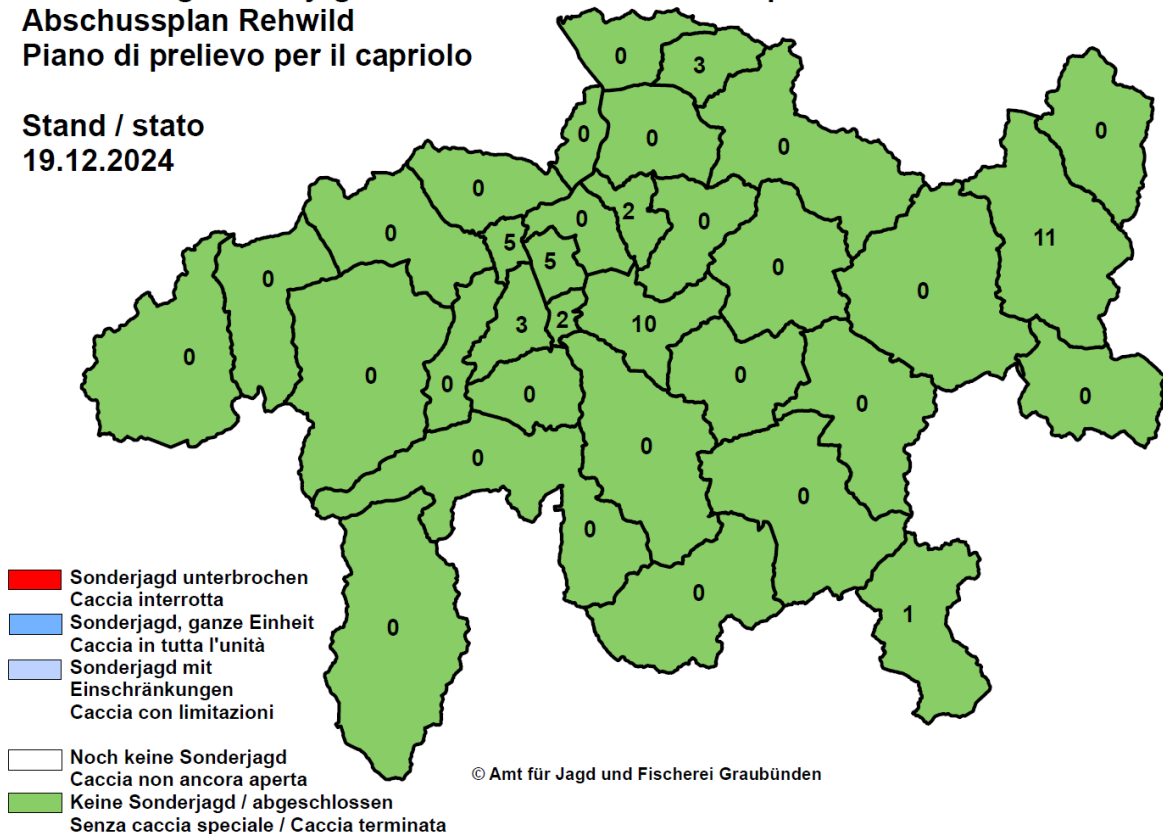 Abschussplan Rehwild
Piano di prelievo per il capriolo
Stand / stato
19.12.2024
0
3
0
0
0
0
0
0
2
0
0
11
5
5
0
0
0
0
0
3
2
10
0
0
0
0
0
0
0
0
0
0
0
0
1
Sonderjagd unterbrochen
Caccia interrotta
Sonderjagd, ganze Einheit
Caccia in tutta l'unità
Sonderjagd mit
Einschränkungen
Caccia con limitazioni
Noch keine Sonderjagd
Caccia non ancora aperta
Keine Sonderjagd / abgeschlossen
Senza caccia speciale / Caccia terminata
© Amt für Jagd und Fischerei Graubünden